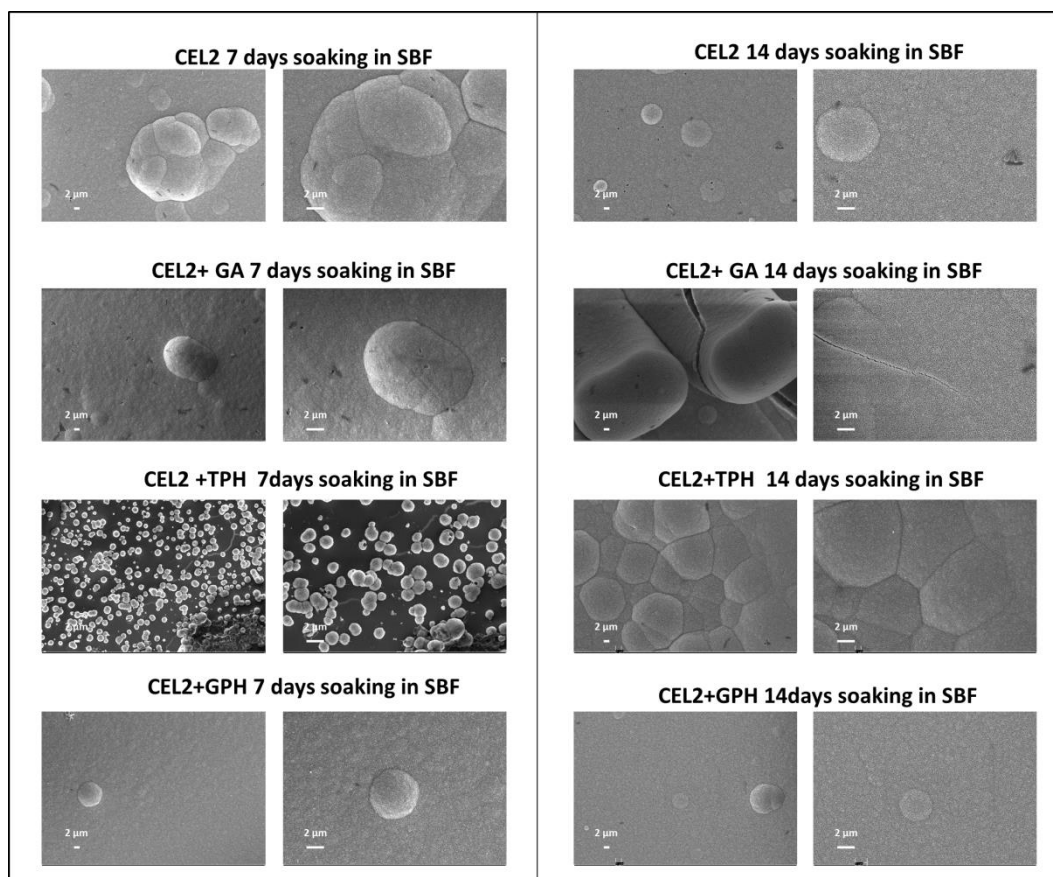 CEL2 7 days soaking in SBF
2 µm
2 µm
CEL2+ GA 7 days soaking in SBF
2 µm
2 µm
CEL2 +TPH 7days soaking in SBF
2 µm
2 µm
CEL2+GPH 7 days soaking in SBF
2 µm
2 µm
CEL2 14 days soaking in SBF
2 µm
2 µm
CEL2+ GA 14 days soaking in SBF
2 µm
2 µm
CEL2+TPH 14 days soaking in SBF
2 µm
2 µm
CEL2+GPH 14days soaking in SBF
2 µm
2 µm